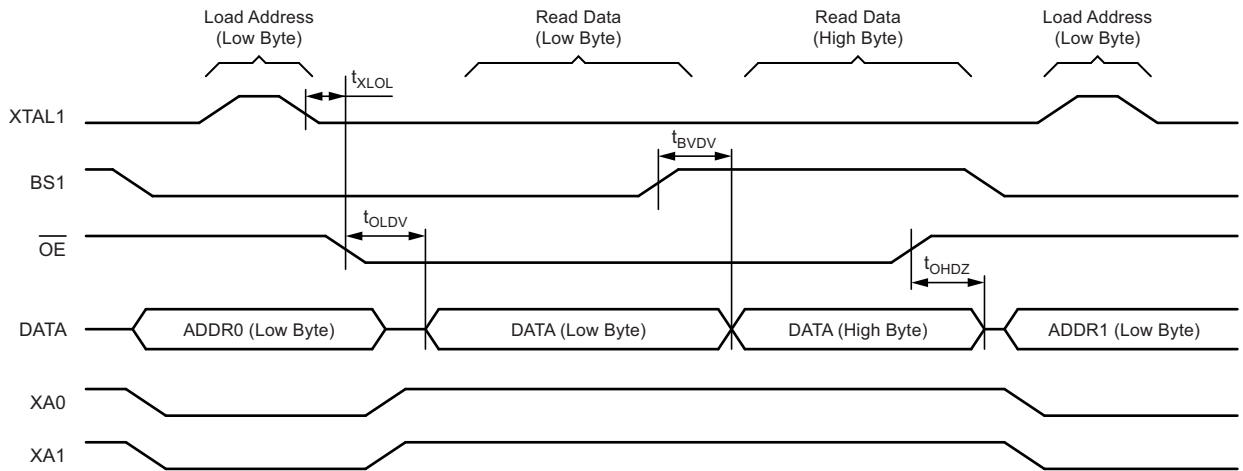 Load Address
(Low Byte)
Read Data
(Low Byte)
Read Data
(High Byte)
Load Address
(Low Byte)
tXLOL
XTAL1
tBVDV
BS1
tOLDV
OE
tOHDZ
DATA
ADDR0 (Low Byte)
DATA (Low Byte)
DATA (High Byte)
ADDR1 (Low Byte)
XA0
XA1